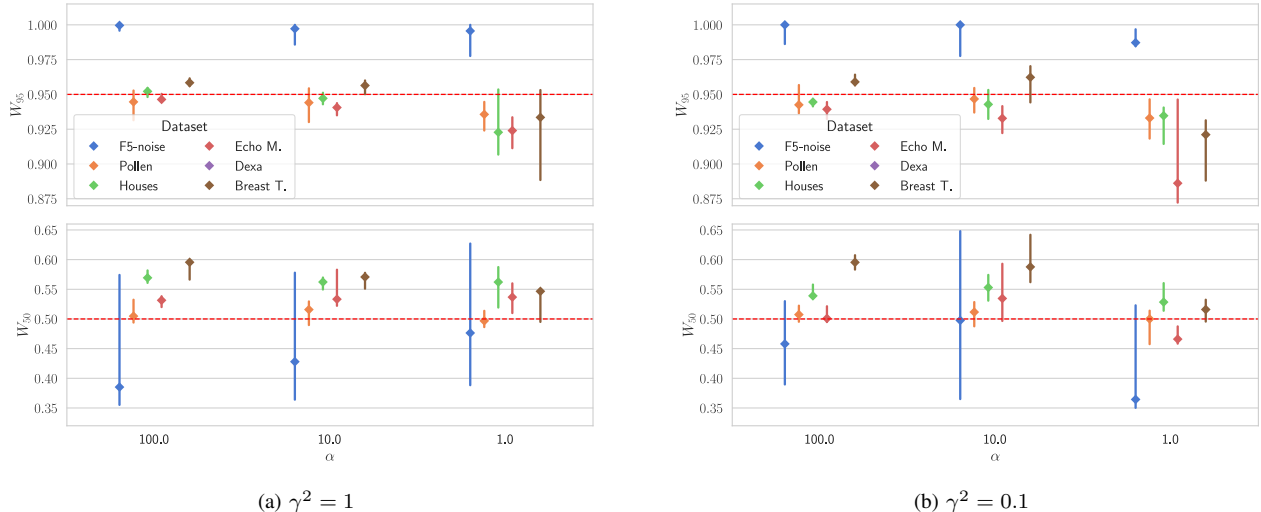 1.000
0.975
0.950
0.925
0.900
0.875
W95
Dataset
F5-noise
Pollen
Houses
Echo M.
Dexa
Breast T.
0.65
0.60
0.55
0.50
0.45
0.40
0.35
W50
100.0
10.0
1.0
α
(a) γ² = 1
1.000
0.975
0.950
0.925
0.900
0.875
W95
Dataset
F5-noise
Pollen
Houses
Echo M.
Dexa
Breast T.
0.65
0.60
0.55
0.50
0.45
0.40
0.35
W50
100.0
10.0
1.0
α
(b) γ² = 0.1